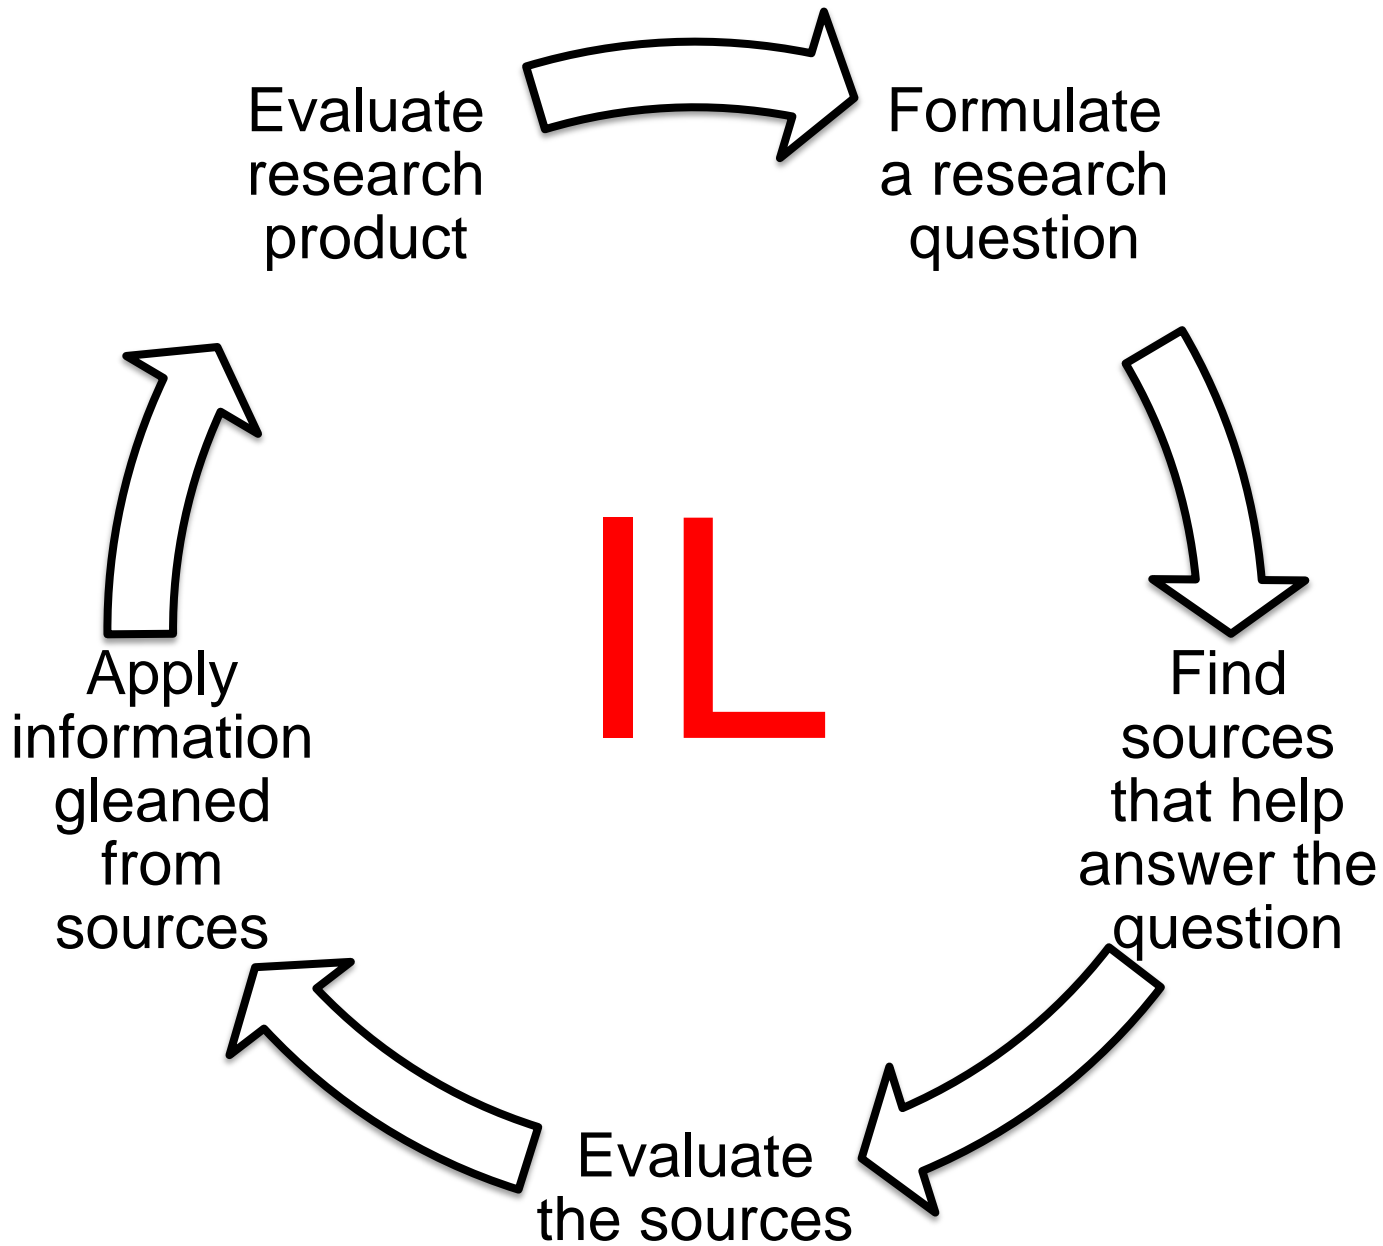 Evaluate
research
product
Formulate
a research
question
IL
Find
sources
that help
answer the
question
Evaluate
the sources
Apply
information
gleaned
from
sources